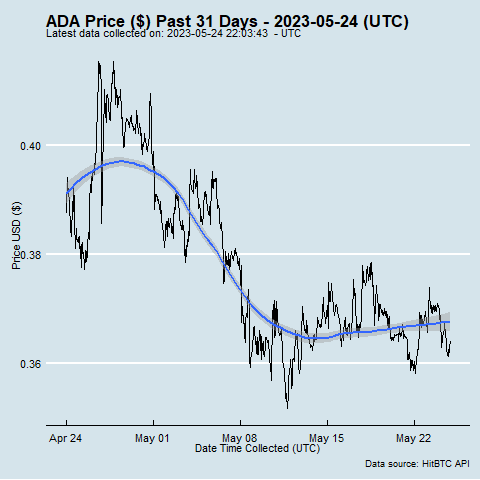 ADA Price ($) Past 31 Days - 2023-05-24 (UTC)
Latest data collected on: 2023-05-24 22:03:43 - UTC
Price USD ($)
0.40
0.38
0.36
Apr 24 May 01 May 08 May 15 May 22
Date Time Collected (UTC)
Data source: HitBTC API